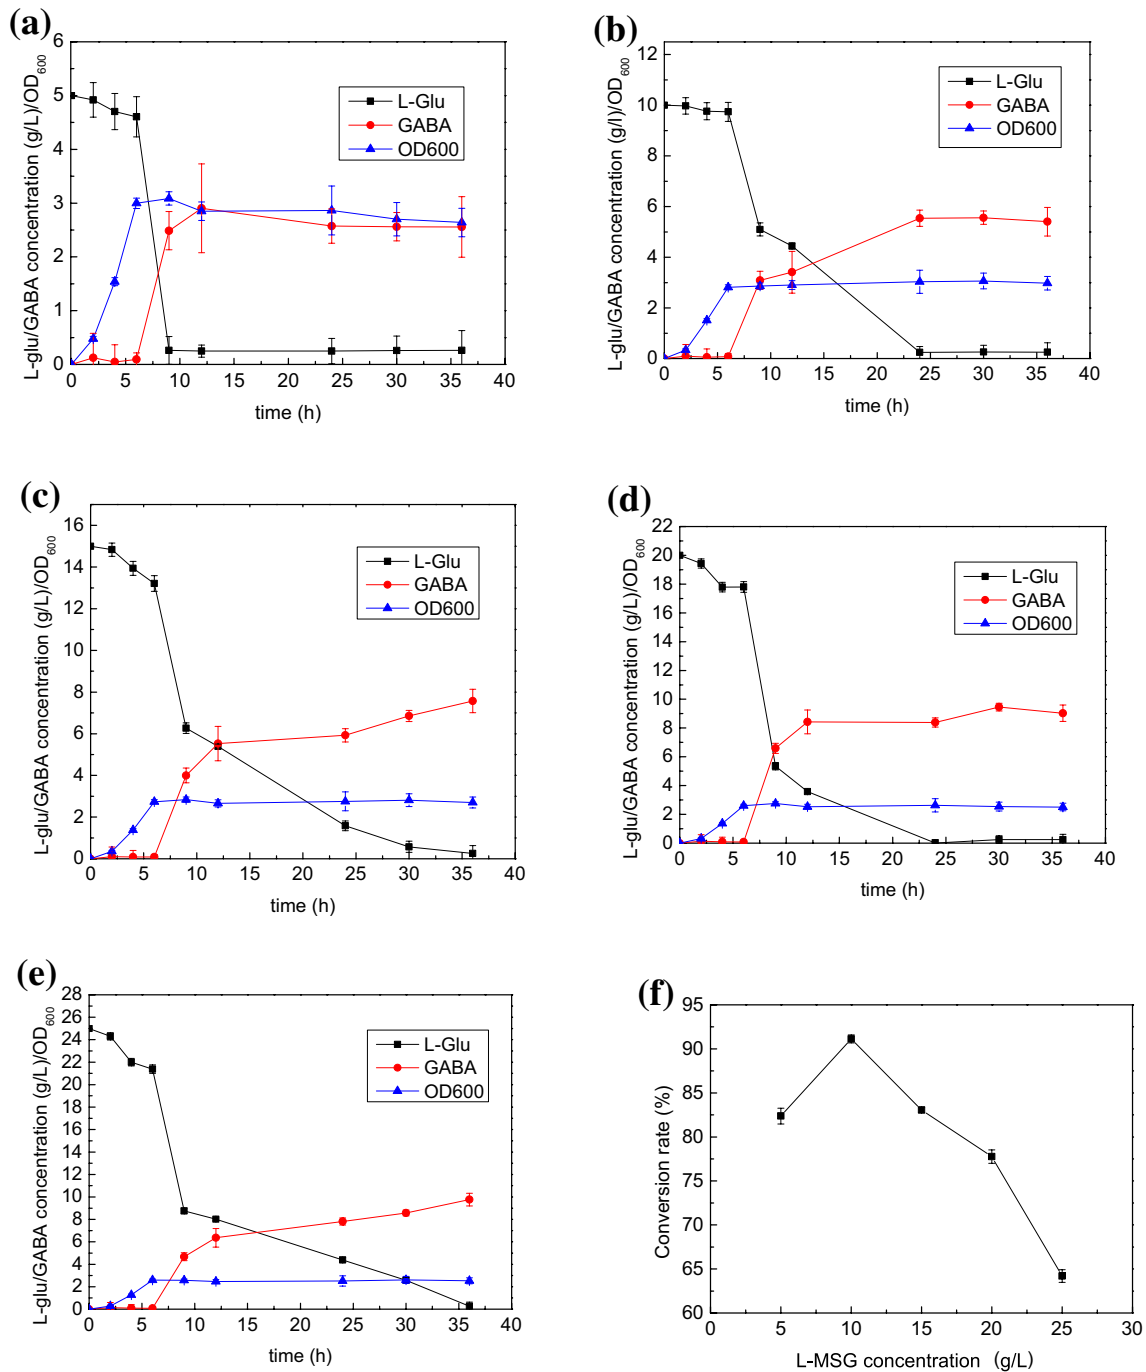 (a)
6
5
4
3
2
1
0
L-glu/GABA concentration (g/L)/OD600
L-Glu
GABA
OD600
0 5 10 15 20 25 30 35 40
time (h)
(b)
12
10
8
6
4
2
0
L-glu/GABA concentration (g/l)/OD600
L-Glu
GABA
OD600
0 5 10 15 20 25 30 35 40
time (h)
(c)
16
14
12
10
8
6
4
2
0
L-glu/GABA concentration (g/L)/OD600
L-Glu
GABA
OD600
0 5 10 15 20 25 30 35 40
time (h)
(d)
22
20
18
16
14
12
10
8
6
4
2
0
L-glu/GABA concentration (g/L)/OD600
L-Glu
GABA
OD600
0 5 10 15 20 25 30 35 40
time (h)
(e)
28
26
24
22
20
18
16
14
12
10
8
6
4
2
0
L-glu/GABA concentration (g/L)/OD600
L-Glu
GABA
OD600
0 5 10 15 20 25 30 35 40
time (h)
(f)
95
90
85
80
75
70
65
60
Conversion rate (%)
0 5 10 15 20 25 30
L-MSG concentration (g/L)